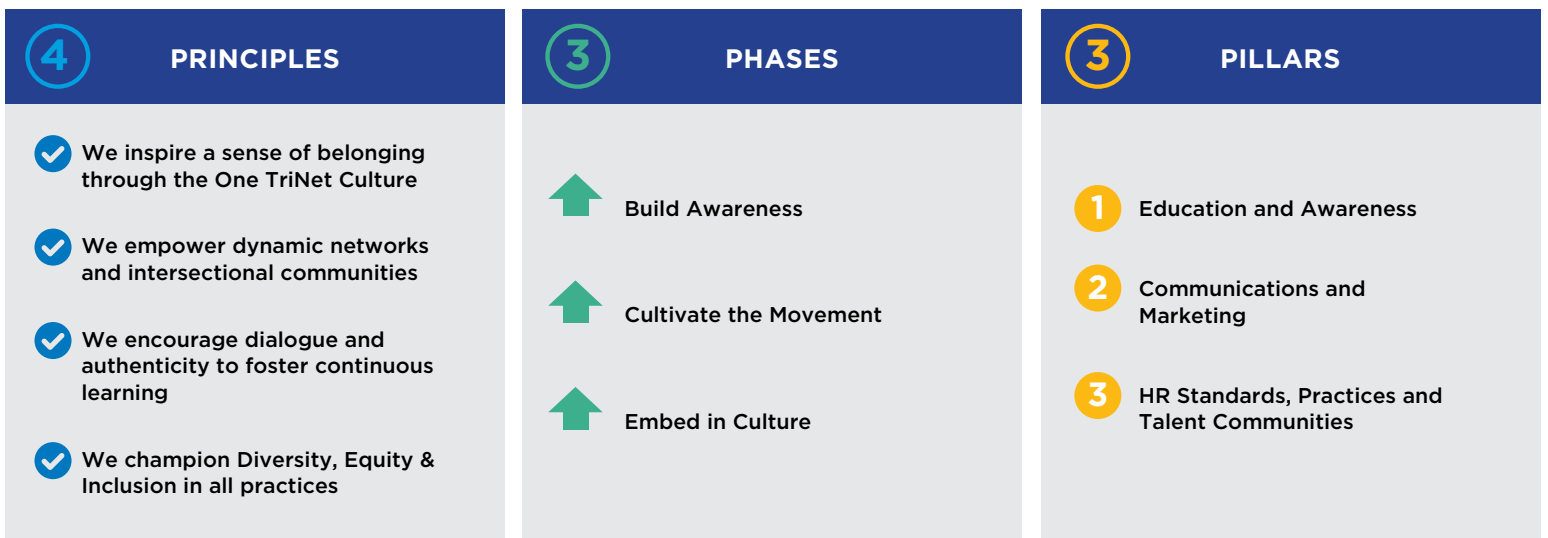 4
PRINCIPLES
We inspire a sense of belonging
through the One TriNet Culture
We empower dynamic networks
and intersectional communities
We encourage dialogue and
authenticity to foster continuous
learning
We champion Diversity, Equity &
Inclusion in all practices
3
PHASES
Build Awareness
Cultivate the Movement
Embed in Culture
3
PILLARS
1 Education and Awareness
2 Communications and
Marketing
3 HR Standards, Practices and
Talent Communities